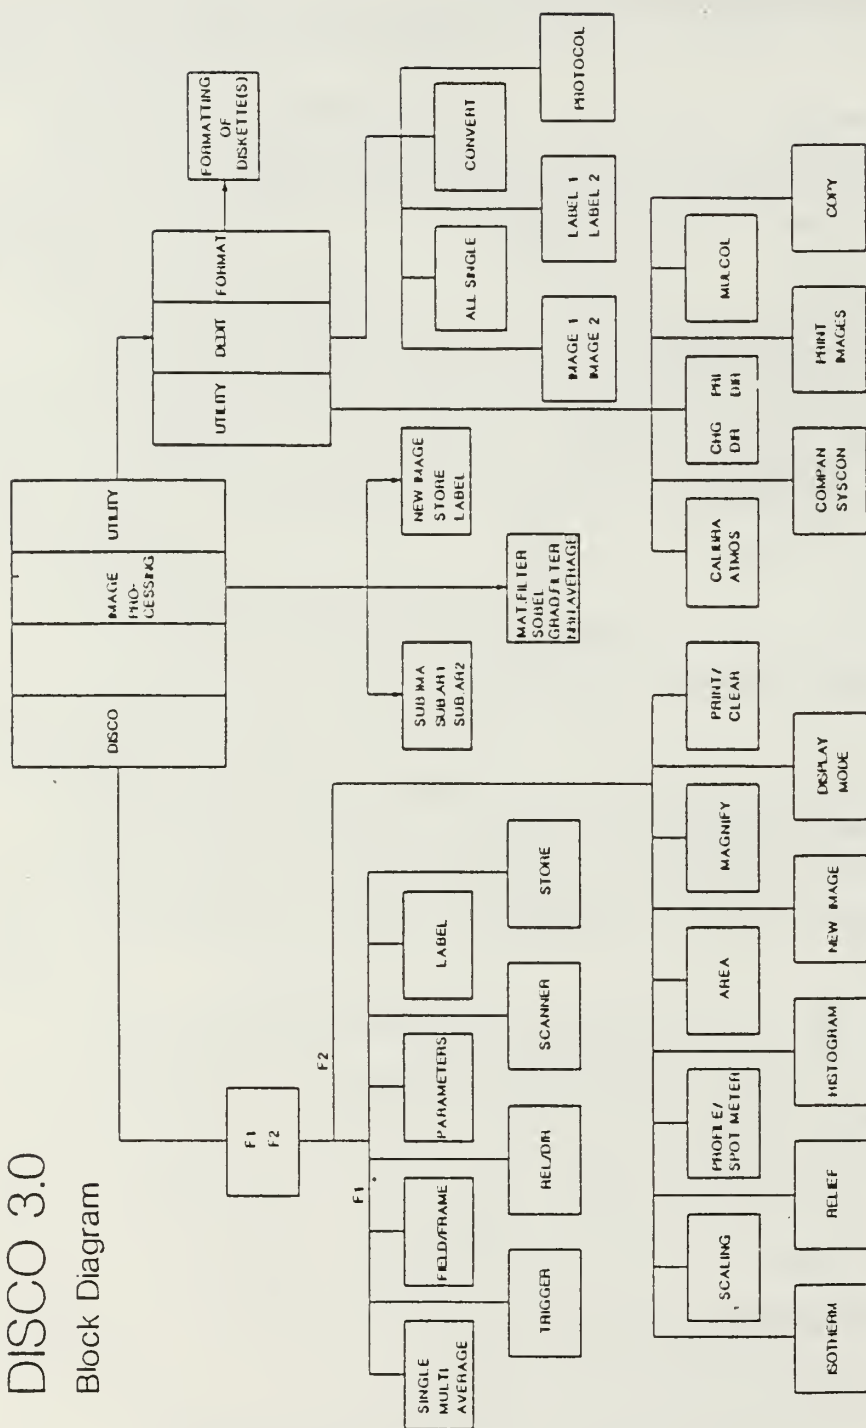 DISCO 3.0
Block Diagram
DISCO
IMAGE
PRO-
CESSING
UTILITY
UTILITY
DEDIT
FORMAT
FORMATTING
OF
DISKETTE(S)
F1
F2
F1
F2
SUB.IMA
SUB.AR1
SUB.AR2
MAT.FILTER
SOBEL
GRAD.FILTER
NBH.AVERAGE
NEW IMAGE
STORE
LABEL
IMAGE 1
IMAGE 2
ALL SINGLE
LABEL 1
LABEL 2
CONVERT
PROTOCOL
SINGLE
MULTI
AVERAGE
TRIGGER
FIELD/FRAME
REL/DIR
PARAMETERS
SCANNER
LABEL
STORE
CALIBRA
ATMOS
COMPAN
SYSCON
CHG PRI
DIR DIR
PRINT
IMAGES
MULCOL
COPY
ISOTHERM
SCALING
RELIEF
PROFILE/
SPOT METER
HISTOGRAM
AREA
NEW IMAGE
MAGNIFY
DISPLAY
MODE
PRINT/
CLEAR